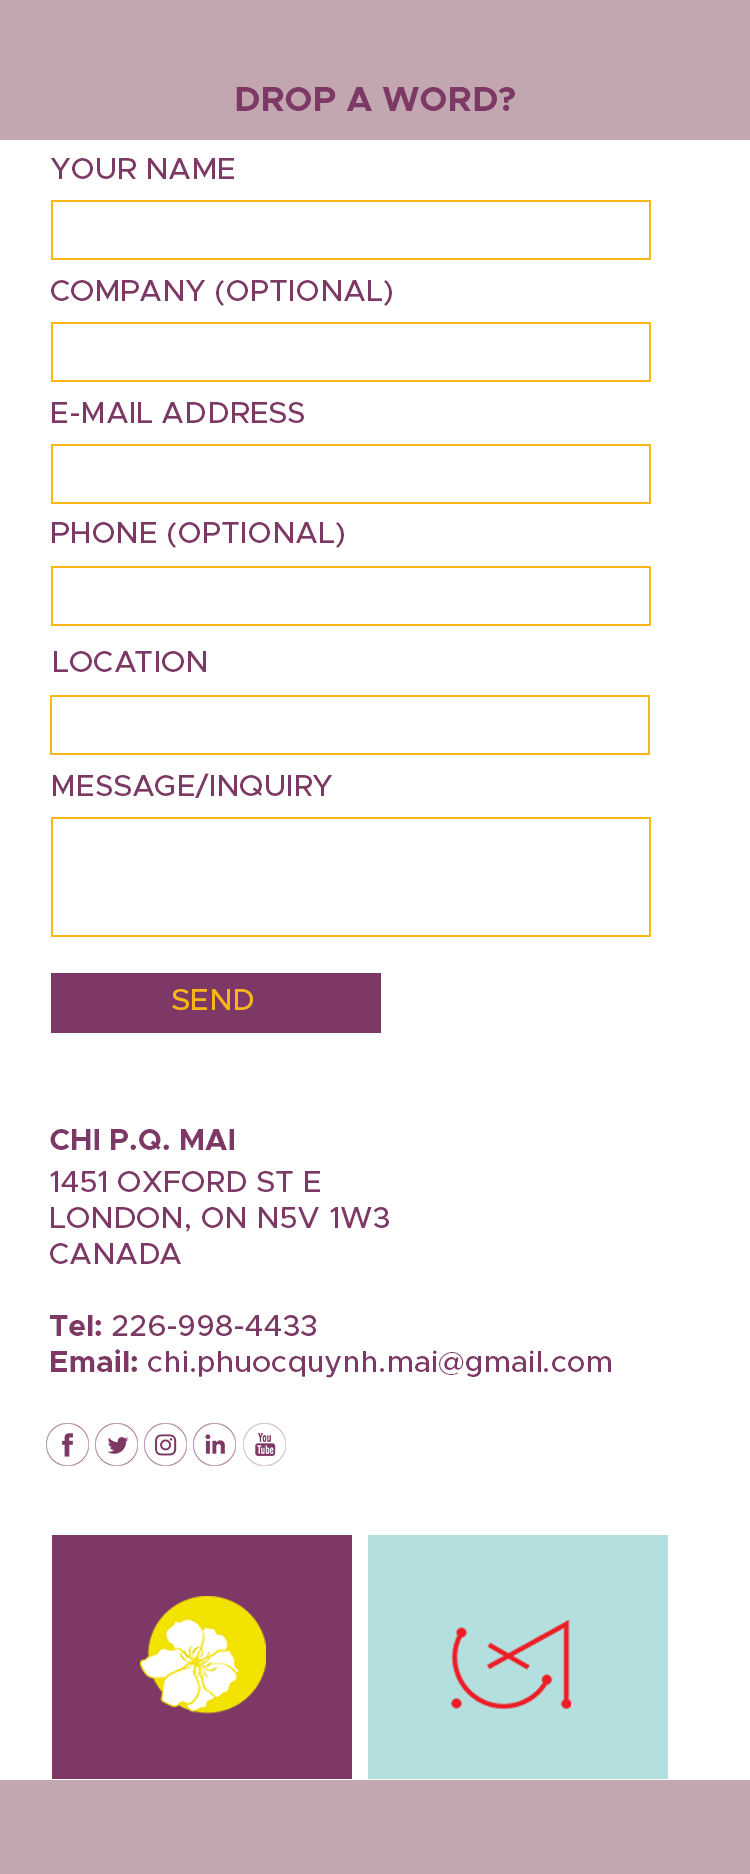 DROP A WORD?
YOUR NAME
COMPANY (OPTIONAL)
E-MAIL ADDRESS
PHONE (OPTIONAL)
LOCATION
MESSAGE/INQUIRY
SEND
CHI P.Q. MAI
1451 OXFORD ST E
LONDON, ON N5V 1W3
CANADA
Tel: 226-998-4433
Email: chi.phuocquynh.mai@gmail.com
f in You
Tube